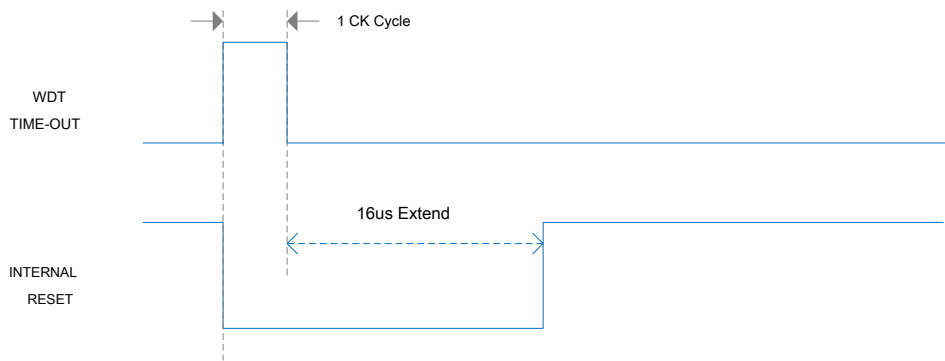 1 CK Cycle
WDT
TIME-OUT
16us Extend
INTERNAL
RESET